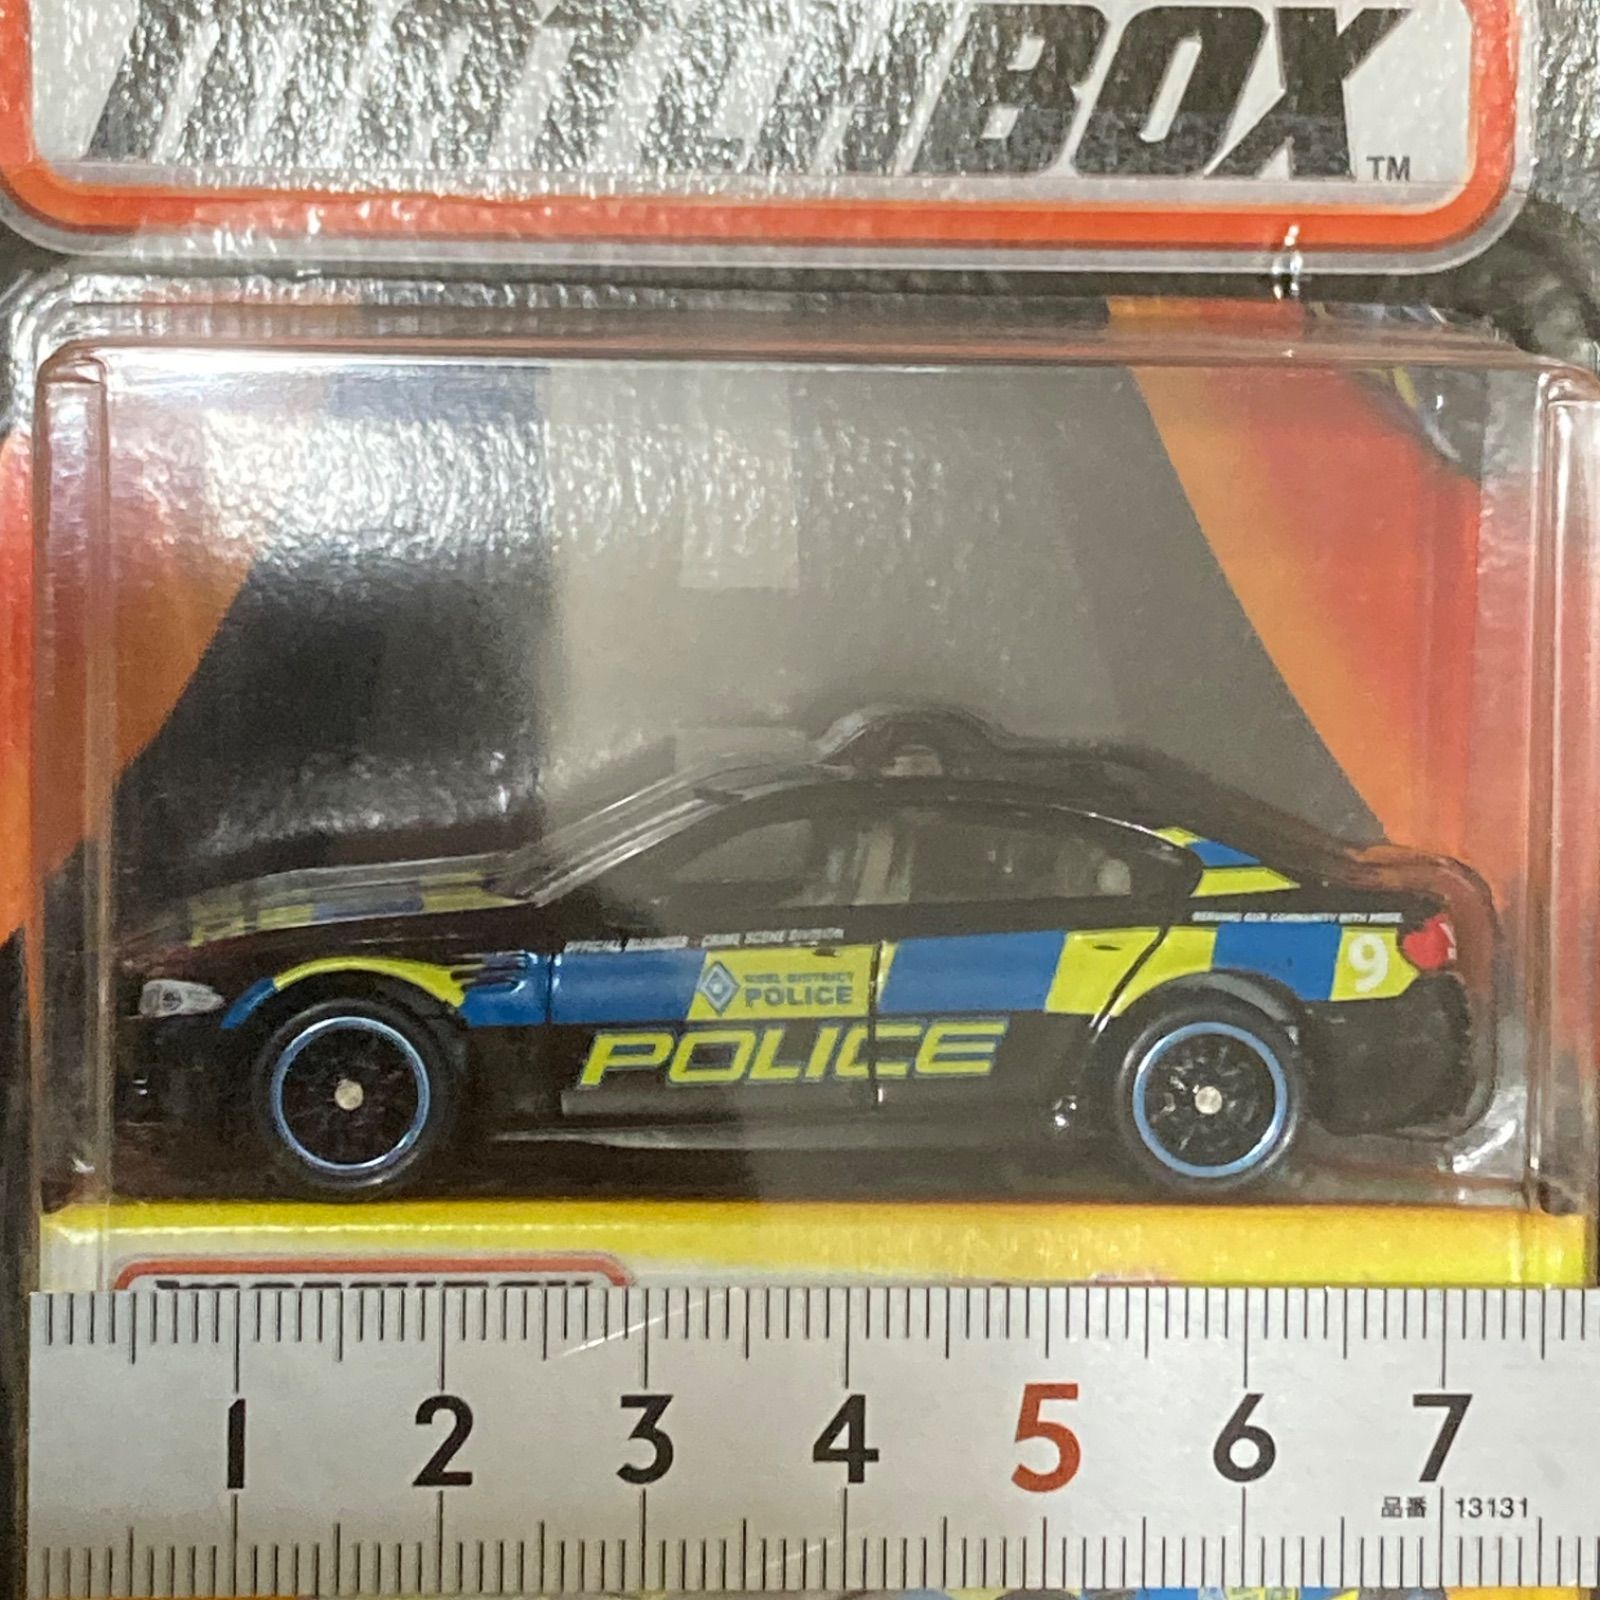 MATCHBOX™
OFFICIAL BUSINESS - CRIME SCENE DIVISION
SERVING OUR COMMUNITY WITH PRIDE
9
DISTRICT
POLICE
POLICE
1 2 3 4 5 6 7
品番 13131